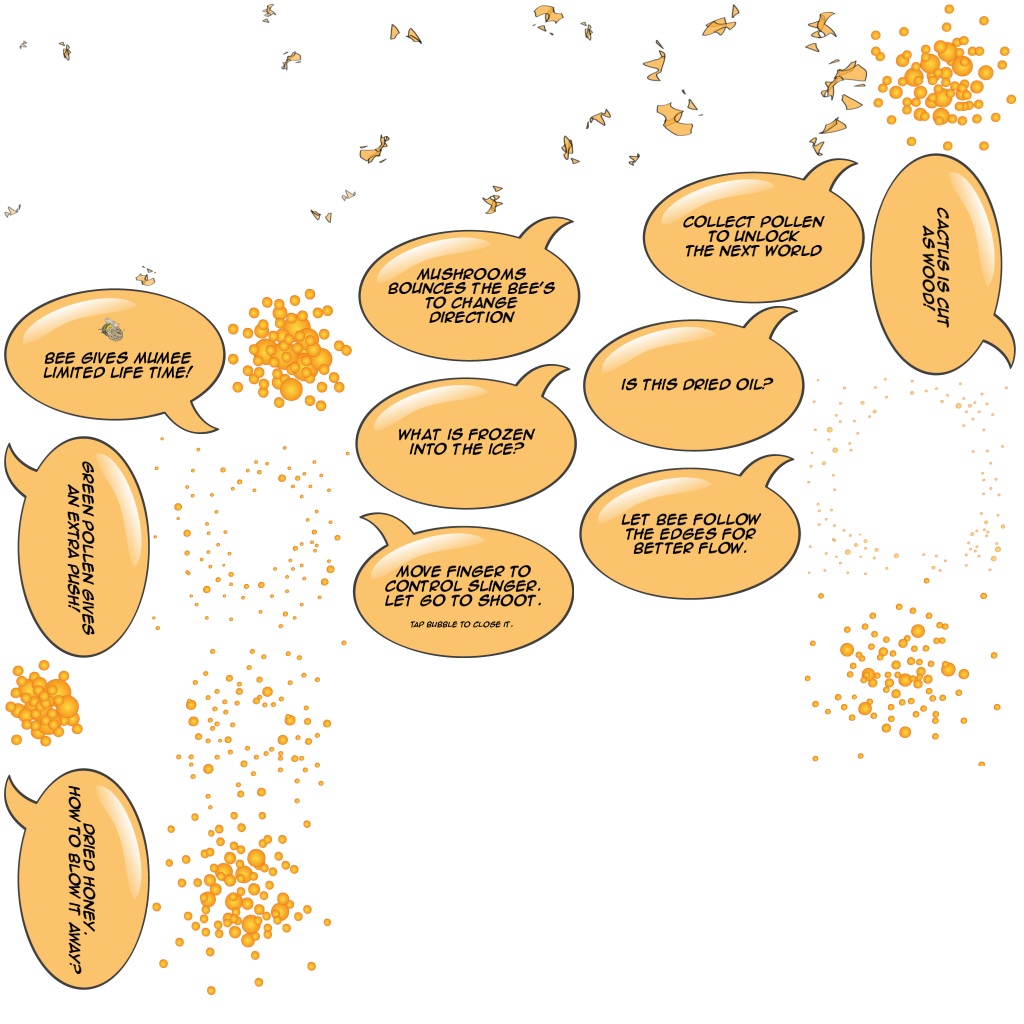 COLLECT POLLEN
TO UNLOCK
THE NEXT WORLD
CACTUS IS CUT
AS WOOD!
MUSHROOMS
BOUNCES THE BEE'S
TO CHANGE
DIRECTION
BEE GIVES MUMEE
LIMITED LIFE TIME!
IS THIS DRIED OIL?
WHAT IS FROZEN
INTO THE ICE?
GREEN POLLEN GIVES
AN EXTRA PUSH!
LET BEE FOLLOW
THE EDGES FOR
BETTER FLOW.
MOVE FINGER TO
CONTROL SLINGER.
LET GO TO SHOOT.
TAP BUBBLE TO CLOSE IT.
DRIED HONEY.
HOW TO BLOW IT AWAY?